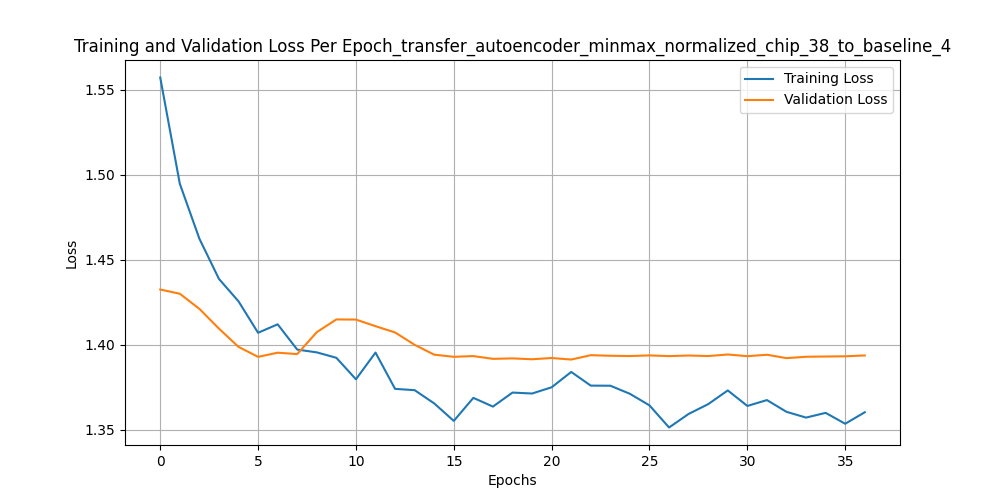 Training and Validation Loss Per Epoch_transfer_autoencoder_minmax_normalized_chip_38_to_baseline_4
Training Loss
Validation Loss
1.55
1.50
1.45
1.40
1.35
Loss
0 5 10 15 20 25 30 35
Epochs